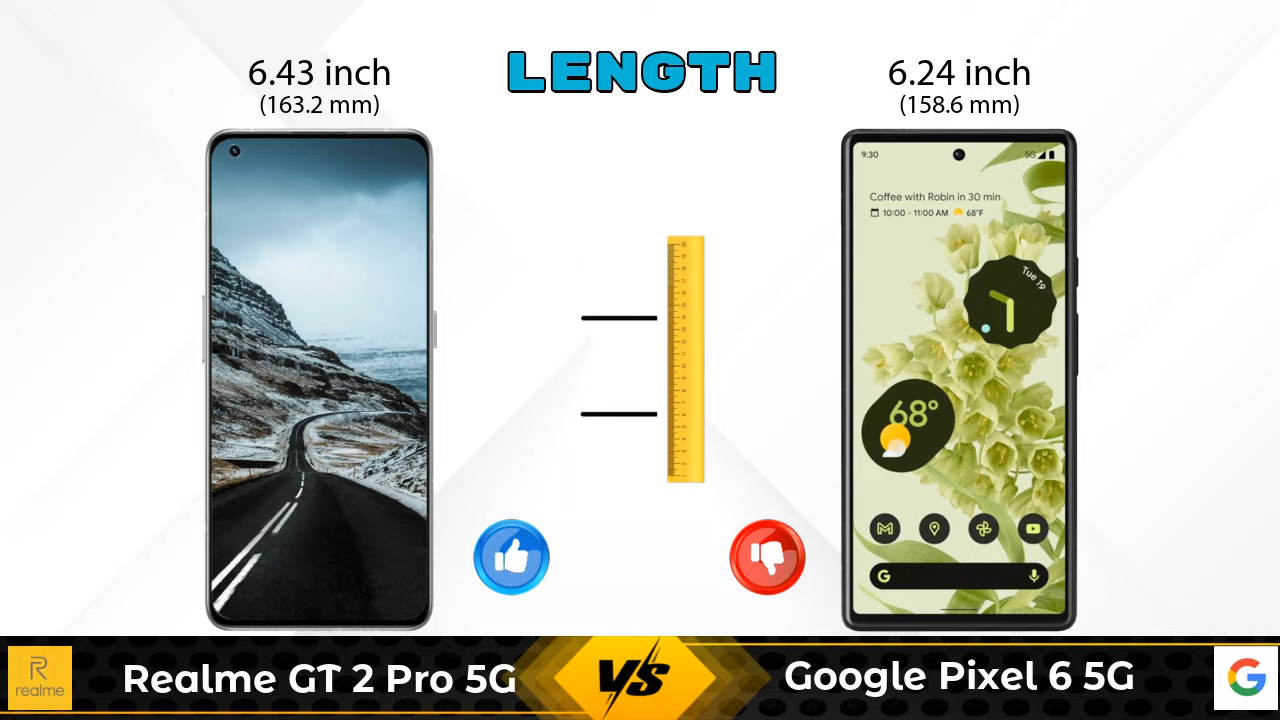 LENGTH
6.43 inch
(163.2 mm)
6.24 inch
(158.6 mm)
9:30
5G
Coffee with Robin in 30 min
10:00 - 11:00 AM 68°F
Tue 19
68°
G
realme
Realme GT 2 Pro 5G
VS
Google Pixel 6 5G
G